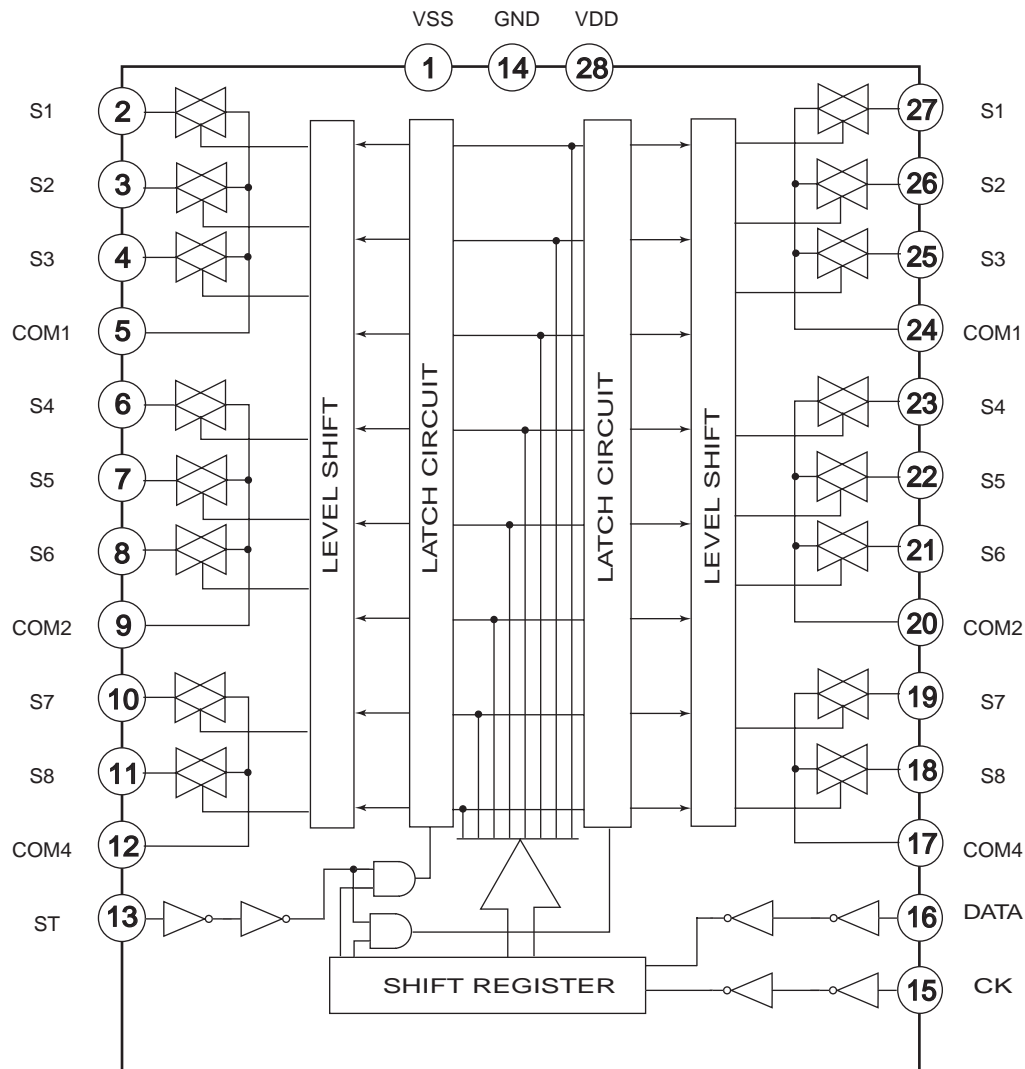 VSS GND VDD
1 14 28
S1 2 27 S1
S2 3 26 S2
S3 4 25 S3
COM1 5 24 COM1
S4 6 23 S4
S5 7 22 S5
S6 8 21 S6
COM2 9 20 COM2
S7 10 19 S7
S8 11 18 S8
COM4 12 17 COM4
ST 13 16 DATA
15 CK
LEVEL SHIFT
LATCH CIRCUIT
LATCH CIRCUIT
LEVEL SHIFT
SHIFT REGISTER